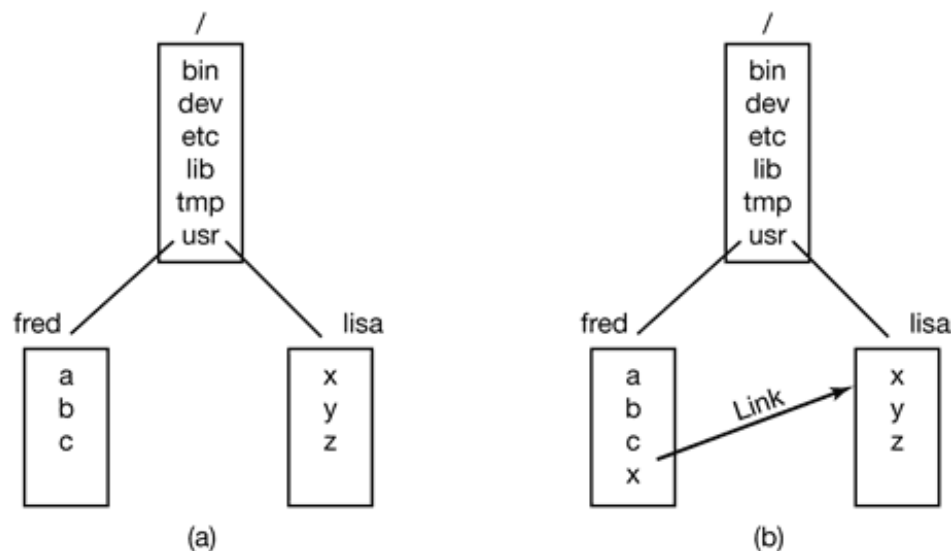 /
bin
dev
etc
lib
tmp
usr
fred
lisa
a
b
c
x
y
z
(a)
/
bin
dev
etc
lib
tmp
usr
fred
lisa
a
b
c
x
Link
x
y
z
(b)